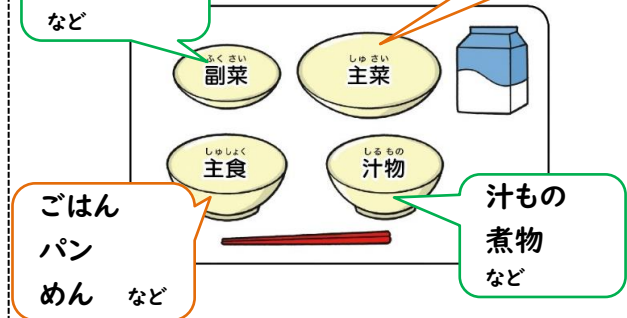 など
ふくさい
副菜
しゅさい
主菜
しゅしょく
主食
しるもの
汁物
ごはん
パン
めん など
汁もの
煮物
など